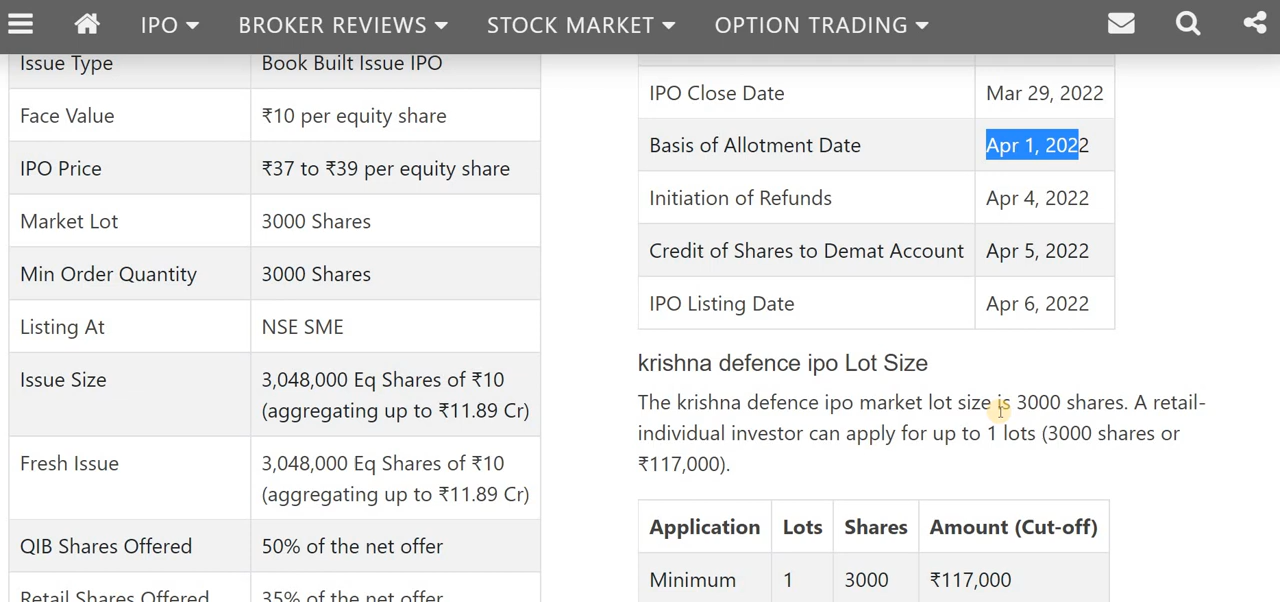 IPO BROKER REVIEWS STOCK MARKET OPTION TRADING
Issue Type Book Built Issue IPO
Face Value ₹10 per equity share
IPO Price ₹37 to ₹39 per equity share
Market Lot 3000 Shares
Min Order Quantity 3000 Shares
Listing At NSE SME
Issue Size 3,048,000 Eq Shares of ₹10
(aggregating up to ₹11.89 Cr)
Fresh Issue 3,048,000 Eq Shares of ₹10
(aggregating up to ₹11.89 Cr)
QIB Shares Offered 50% of the net offer
Retail Shares Offered 35% of the net offer
IPO Close Date Mar 29, 2022
Basis of Allotment Date Apr 1, 2022
Initiation of Refunds Apr 4, 2022
Credit of Shares to Demat Account Apr 5, 2022
IPO Listing Date Apr 6, 2022
krishna defence ipo Lot Size
The krishna defence ipo market lot size is 3000 shares. A retail-
individual investor can apply for up to 1 lots (3000 shares or
₹117,000).
Application Lots Shares Amount (Cut-off)
Minimum 1 3000 ₹117,000